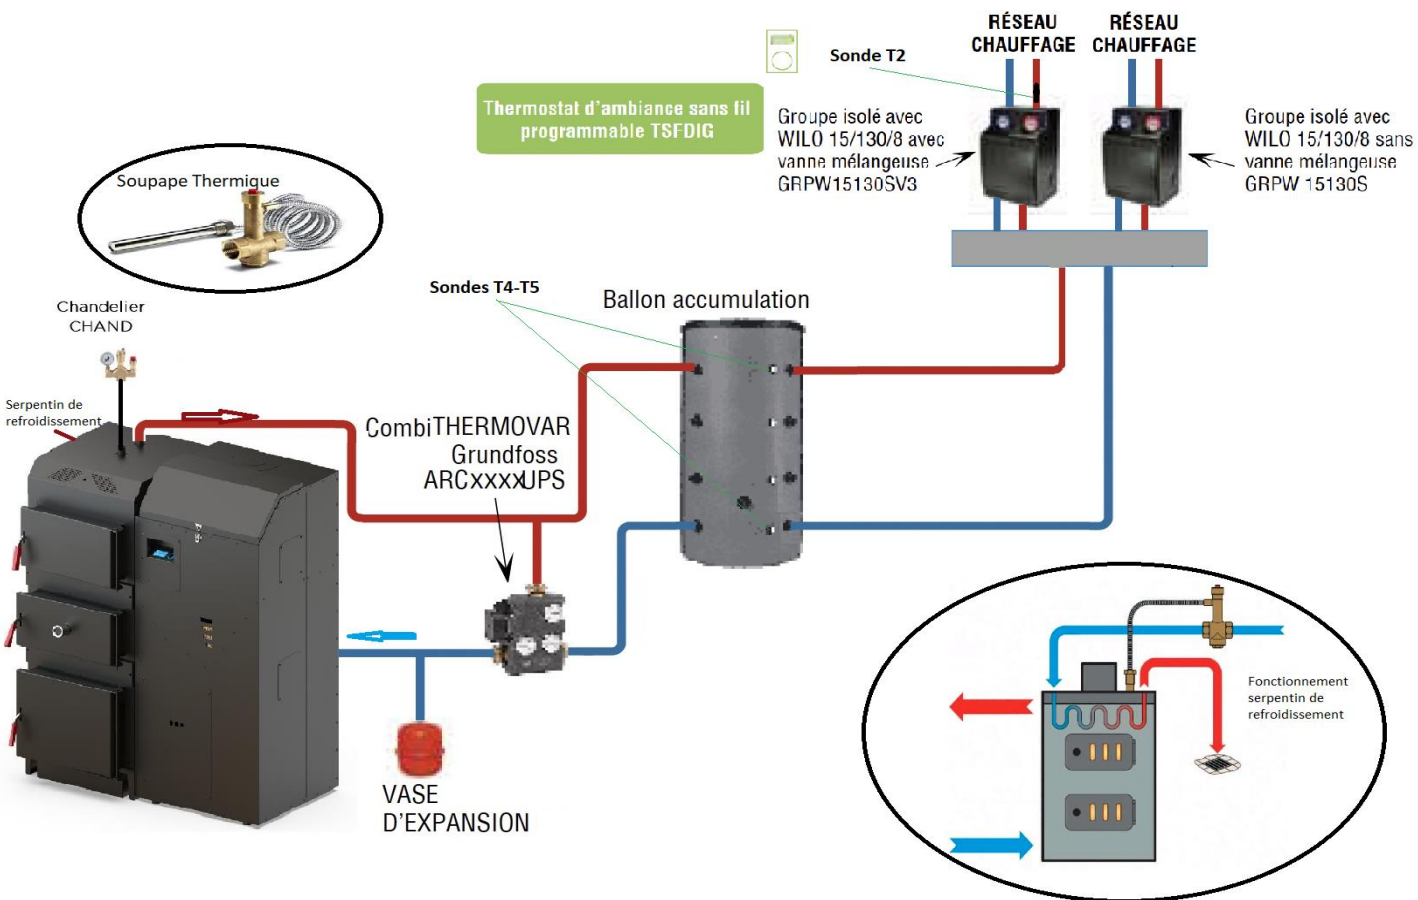 RÉSEAU
CHAUFFAGE
RÉSEAU
CHAUFFAGE
Sonde T2
Thermostat d'ambiance sans fil
programmable TSFDIG
Groupe isolé avec
WILO 15/130/8 avec
vanne mélangeuse
GRPW15130SV3
Groupe isolé avec
WILO 15/130/8 sans
vanne mélangeuse
GRPW 15130S
Soupape Thermique
Sondes T4-T5
Ballon accumulation
Chandelier
CHAND
Serpentin de
refroidissement
CombiTHERMOVAR
Grundfoss
ARCxxxxUPS
Fonctionnement
serpentin de
refroidissement
VASE
D'EXPANSION